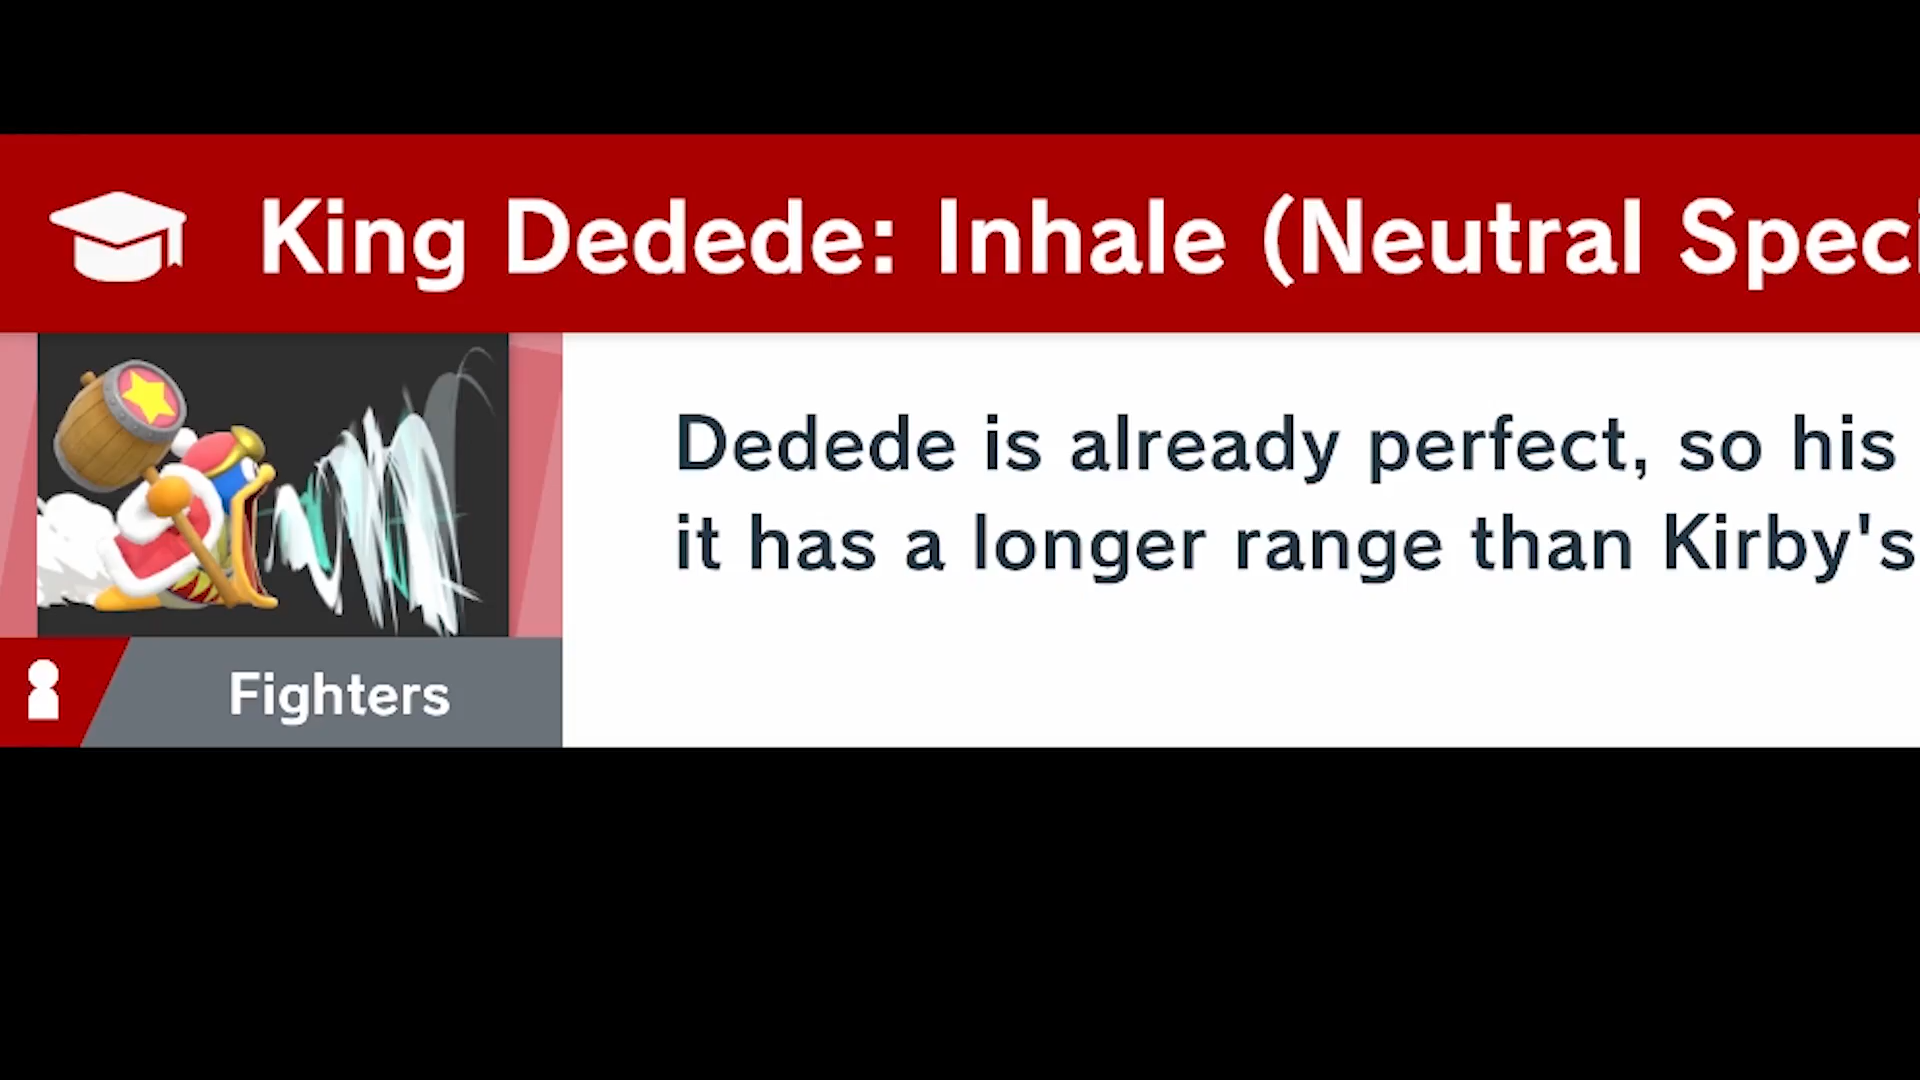 King Dedede: Inhale (Neutral Speci
Dedede is already perfect, so his
it has a longer range than Kirby's
Fighters